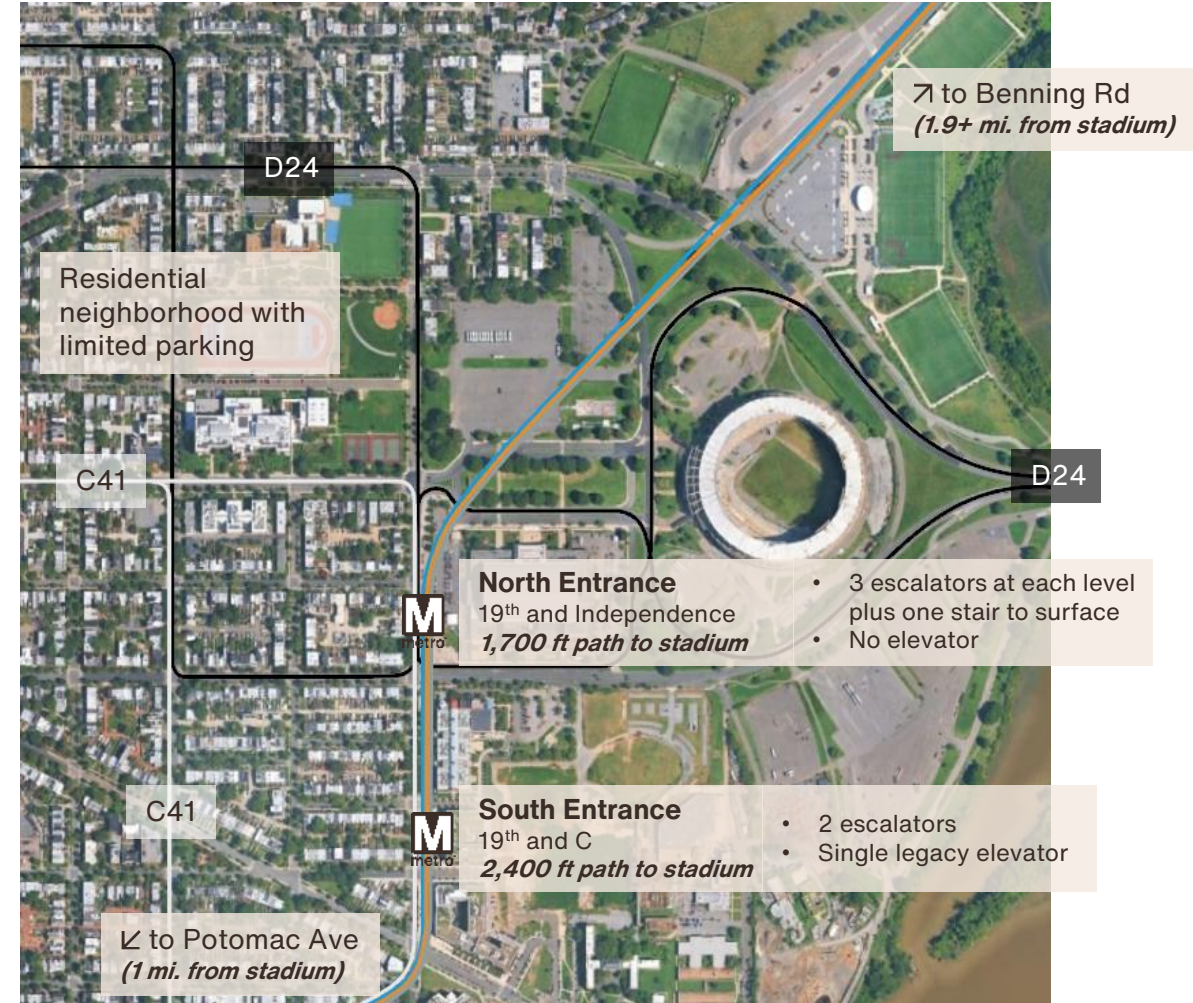 ↗ to Benning Rd
(1.9+ mi. from stadium)
D24
Residential
neighborhood with
limited parking
C41
D24
North Entrance
19th and Independence
1,700 ft path to stadium
• 3 escalators at each level
plus one stair to surface
• No elevator
M
metro
South Entrance
19th and C
2,400 ft path to stadium
• 2 escalators
• Single legacy elevator
C41
M
metro
↙ to Potomac Ave
(1 mi. from stadium)